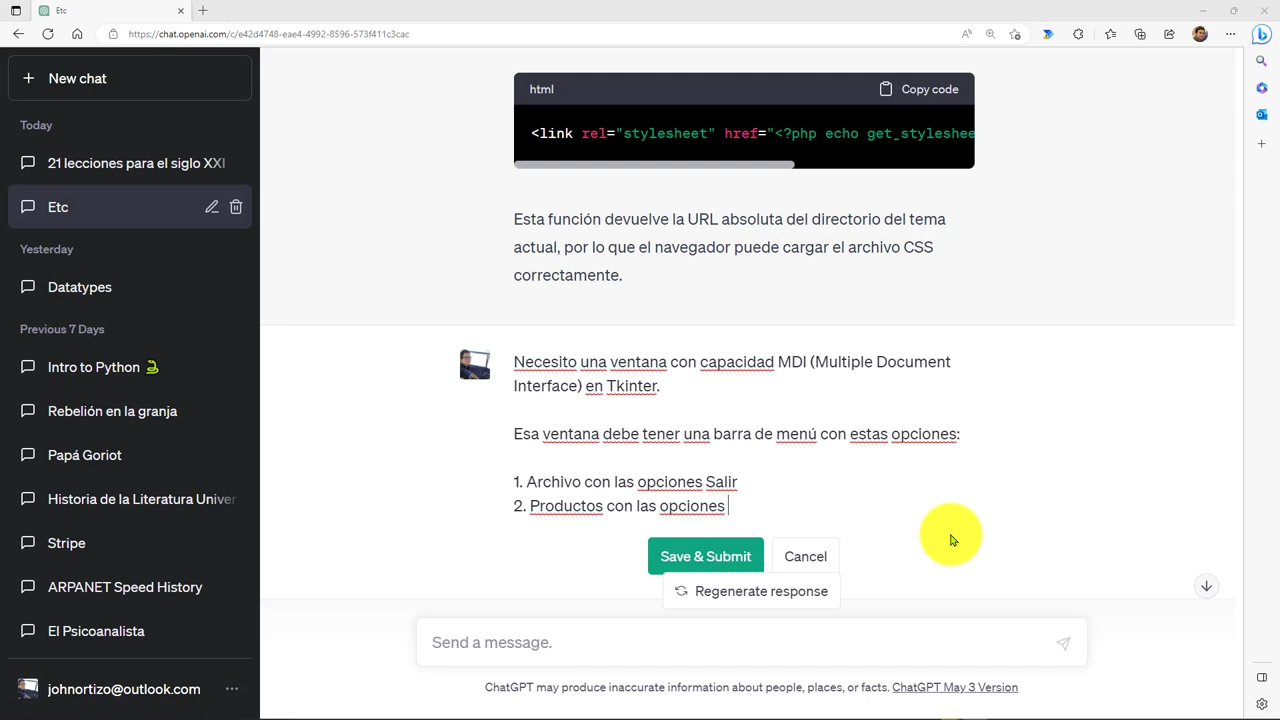 Etc
https://chat.openai.com/c/e42d4748-eae4-4992-8596-573f411c3cac
New chat
Today
21 lecciones para el siglo XXI
Etc
Yesterday
Datatypes
Previous 7 Days
Intro to Python 🐍
Rebelión en la granja
Papá Goriot
Historia de la Literatura Univer
Stripe
ARPANET Speed History
El Psicoanalista
johnortizo@outlook.com
html
Copy code
<link rel="stylesheet" href="<?php echo get_styleshee
Esta función devuelve la URL absoluta del directorio del tema
actual, por lo que el navegador puede cargar el archivo CSS
correctamente.
Necesito una ventana con capacidad MDI (Multiple Document
Interface) en Tkinter.
Esa ventana debe tener una barra de menú con estas opciones:
1. Archivo con las opciones Salir
2. Productos con las opciones
Save & Submit
Cancel
Regenerate response
Send a message.
ChatGPT may produce inaccurate information about people, places, or facts. ChatGPT May 3 Version